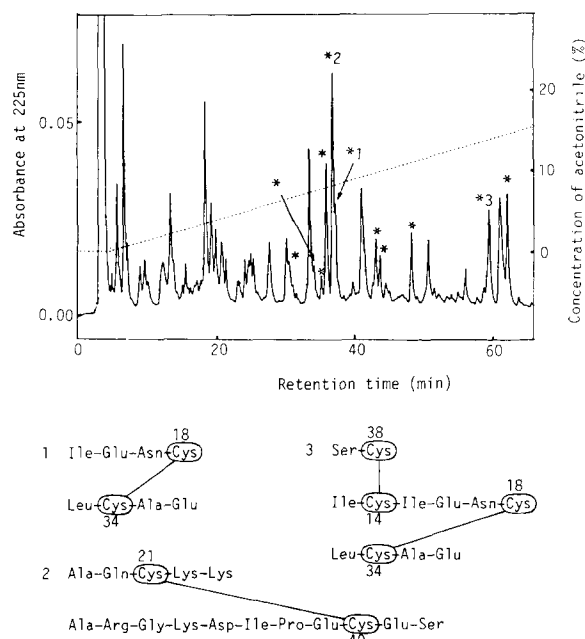 *2
20
0.05
*
*1
*
10
*
*3
*
*
*
*
*
0
0.00
0
20
40
60
Absorbance at 225nm
Concentration of acetonitrile (%)
Retention time (min)
18
1 Ile-Glu-Asn-Cys
Leu-Cys-Ala-Glu
34
21
2 Ala-Gln-Cys-Lys-Lys
Ala-Arg-Gly-Lys-Asp-Ile-Pro-Glu-Cys-Glu-Ser
38
3 Ser-Cys
18
Ile-Cys-Ile-Glu-Asn-Cys
14
Leu-Cys-Ala-Glu
34